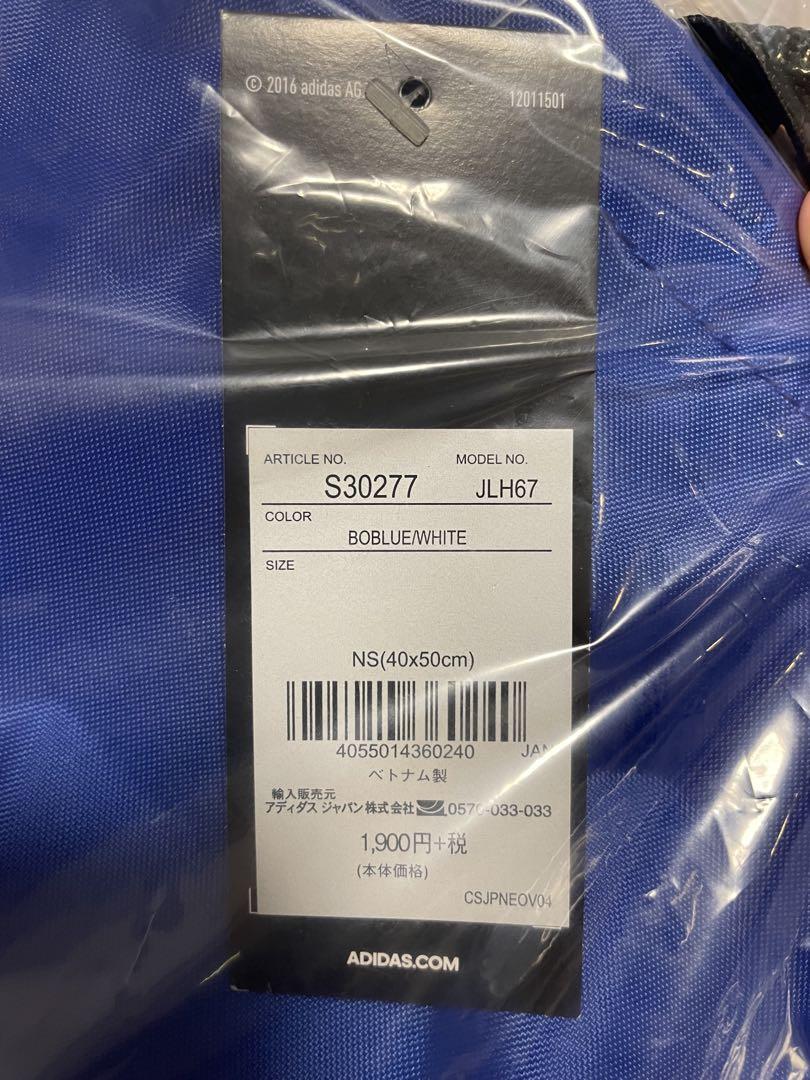 © 2016 adidas AG.
12011501
ARTICLE NO. MODEL NO.
S30277 JLH67
COLOR
BOBLUE/WHITE
SIZE
NS(40x50cm)
4055014360240 JAN
ベトナム製
輸入販売元
アディダス ジャパン株式会社 0570-033-033
1,900円+税
(本体価格)
CSJPNEOV04
ADIDAS.COM